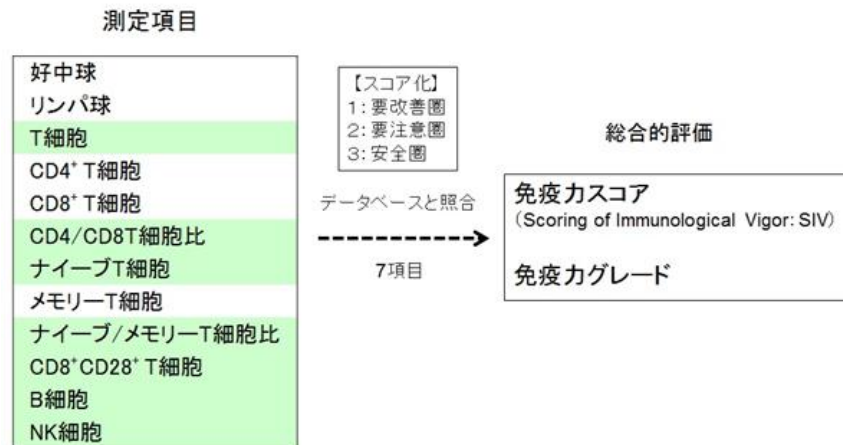 測定項目
好中球
リンパ球
T細胞
CD4⁺ T細胞
CD8⁺ T細胞
CD4/CD8T細胞比
ナイーブT細胞
メモリーT細胞
ナイーブ/メモリーT細胞比
CD8⁺CD28⁺ T細胞
B細胞
NK細胞
【スコア化】
1:要改善圏
2:要注意圏
3:安全圏
データベースと照合
7項目
総合的評価
免疫力スコア
(Scoring of Immunological Vigor: SIV)
免疫力グレード